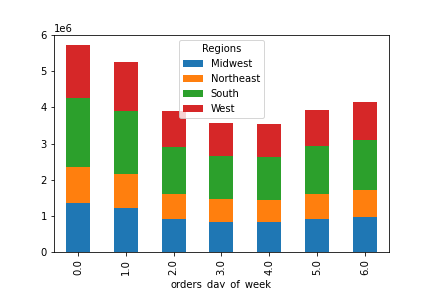 1e6
6
5
4
3
2
1
0
Regions
Midwest
Northeast
South
West
0.0 1.0 2.0 3.0 4.0 5.0 6.0
orders_day_of_week